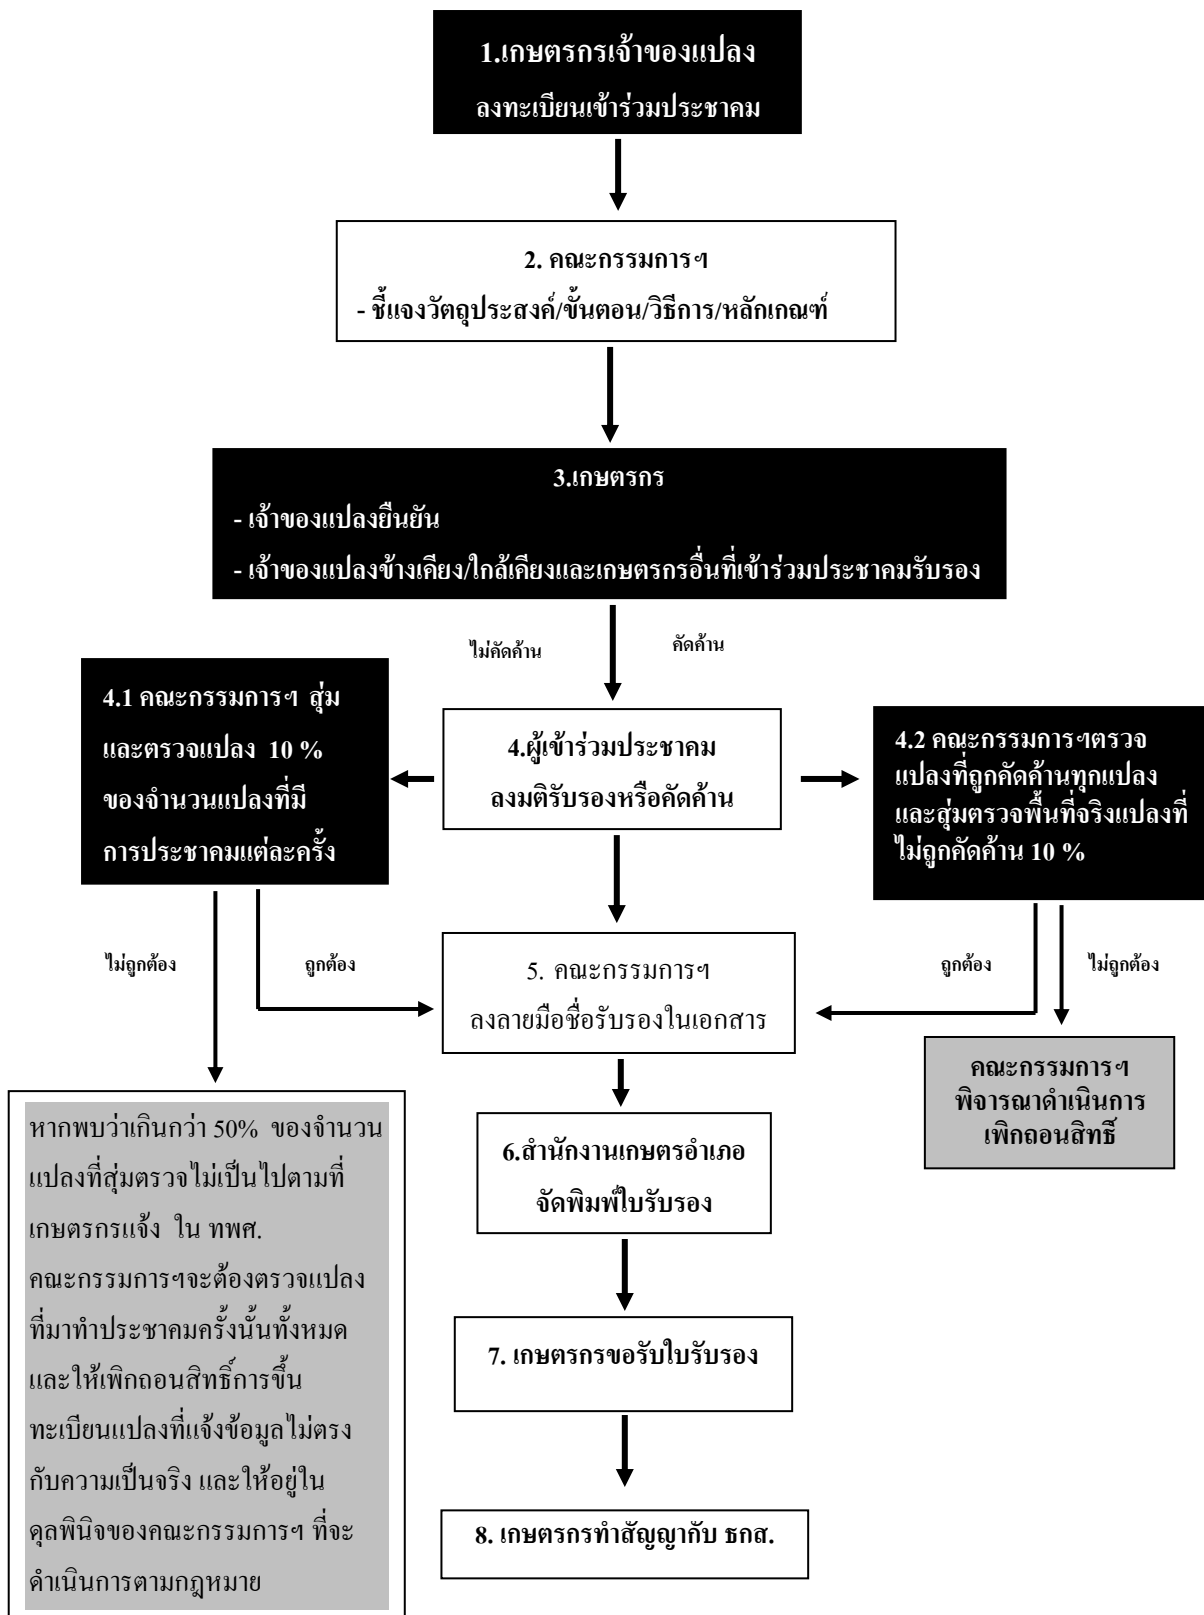 1.เกษตรกรเจ้าของแปลง
ลงทะเบียนเข้าร่วมประชาคม
2. คณะกรรมการฯ
- ชี้แจงวัตถุประสงค์/ขั้นตอน/วิธีการ/หลักเกณฑ์
3.เกษตรกร
- เจ้าของแปลงยืนยัน
- เจ้าของแปลงข้างเคียง/ใกล้เคียงและเกษตรกรอื่นที่เข้าร่วมประชาคมรับรอง
ไม่คัดค้าน
คัดค้าน
4.1 คณะกรรมการฯ สุ่ม
และตรวจแปลง 10 %
ของจำนวนแปลงที่มี
การประชาคมแต่ละครั้ง
4.ผู้เข้าร่วมประชาคม
ลงมติรับรองหรือคัดค้าน
4.2 คณะกรรมการฯตรวจ
แปลงที่ถูกคัดค้านทุกแปลง
และสุ่มตรวจพื้นที่จริงแปลงที่
ไม่ถูกคัดค้าน 10 %
ไม่ถูกต้อง
ถูกต้อง
5. คณะกรรมการฯ
ลงลายมือชื่อรับรองในเอกสาร
ถูกต้อง
ไม่ถูกต้อง
คณะกรรมการฯ
พิจารณาดำเนินการ
เพิกถอนสิทธิ์
หากพบว่าเกินกว่า 50% ของจำนวน
แปลงที่สุ่มตรวจไม่เป็นไปตามที่
เกษตรกรแจ้ง ใน ทพศ.
คณะกรรมการฯจะต้องตรวจแปลง
ที่มาทำประชาคมครั้งนั้นทั้งหมด
และให้เพิกถอนสิทธิ์การขึ้น
ทะเบียนแปลงที่แจ้งข้อมูลไม่ตรง
กับความเป็นจริง และให้อยู่ใน
ดุลพินิจของคณะกรรมการฯ ที่จะ
ดำเนินการตามกฎหมาย
6.สำนักงานเกษตรอำเภอ
จัดพิมพ์ใบรับรอง
7. เกษตรกรขอรับใบรับรอง
8. เกษตรกรทำสัญญากับ ธกส.